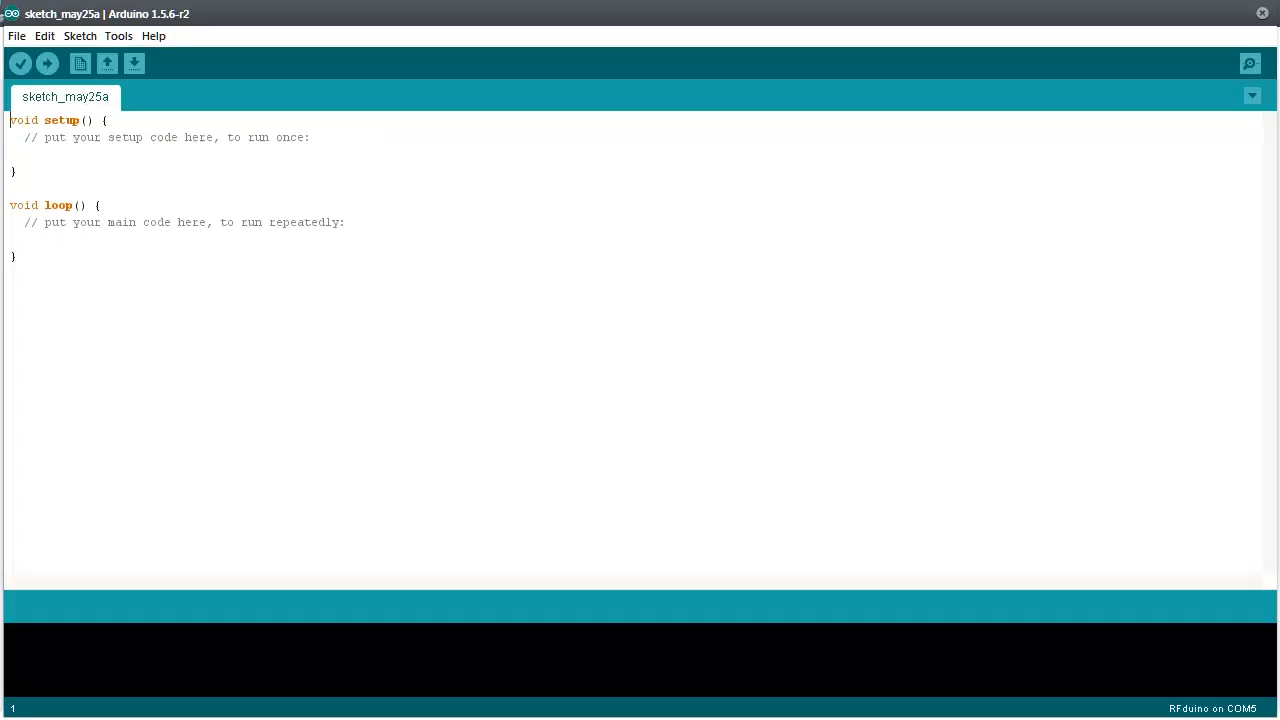 sketch_may25a | Arduino 1.5.6-r2
File Edit Sketch Tools Help
sketch_may25a
void setup() {
  // put your setup code here, to run once:
}
void loop() {
  // put your main code here, to run repeatedly:
}
1
RFduino on COM5